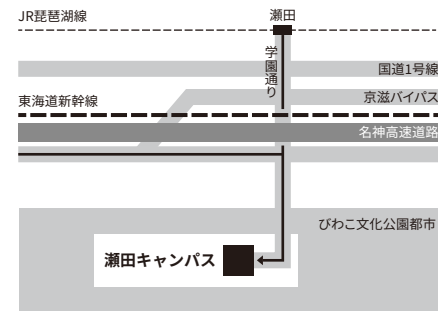 JR琵琶湖線
瀬田
学園通り
国道1号線
京滋バイパス
東海道新幹線
名神高速道路
びわこ文化公園都市
瀬田キャンパス